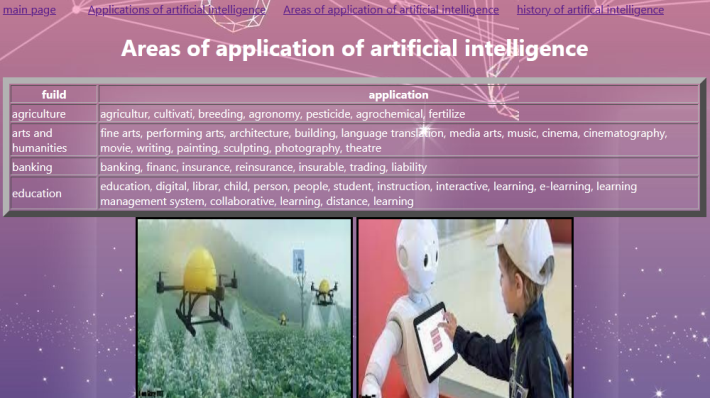 main page Applications of artificial intelligence Areas of application of artificial intelligence history of artifical intelligence
Areas of application of artificial intelligence
fuild application
agriculture agricultur, cultivati, breeding, agronomy, pesticide, agrochemical, fertilize
arts and humanities fine arts, performing arts, architecture, building, language translation, media arts, music, cinema, cinematography,
movie, writing, painting, sculpting, photography, theatre
banking banking, financ, insurance, reinsurance, insurable, trading, liability
education education, digital, librar, child, person, people, student, instruction, interactive, learning, e-learning, learning
management system, collaborative, learning, distance, learning